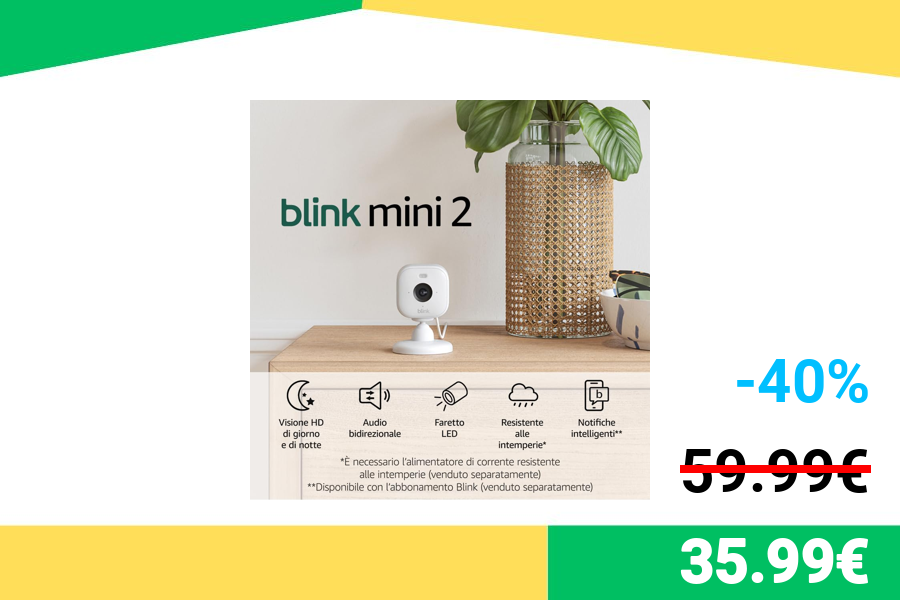 blink mini 2
blink
Visione HD
di giorno
e di notte
Audio
bidirezionale
Faretto
LED
Resistente
alle
intemperie*
Notifiche
intelligenti**
*È necessario l'alimentatore di corrente resistente
alle intemperie (venduto separatamente)
**Disponibile con l'abbonamento Blink (venduto separatamente)
-40%
59.99€
35.99€